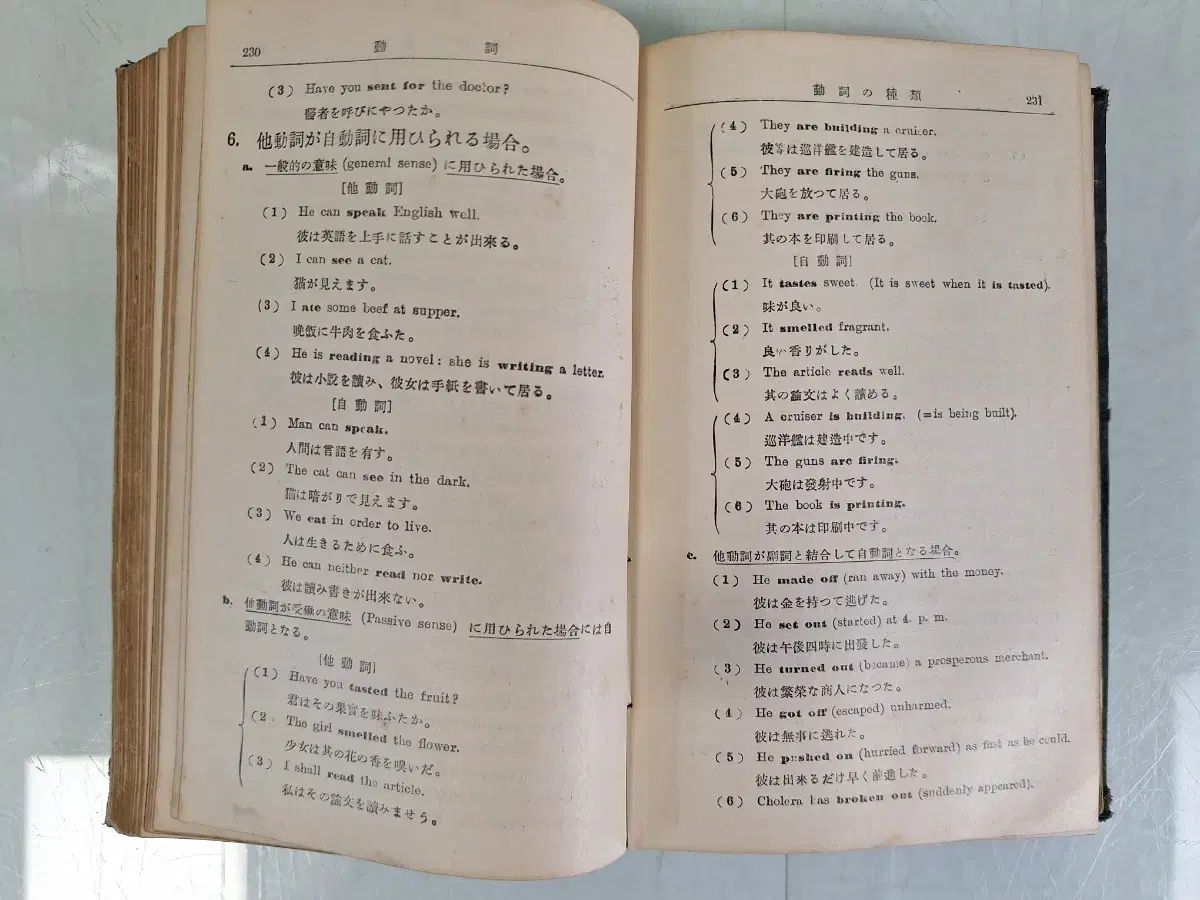 230 動詞
(3) Have you sent for the doctor?
醫者を呼びにやつたか。
6. 他動詞が自動詞に用ひられる場合。
a. 一般的の意味 (general sense) に用ひられた場合。
[他動詞]
(1) He can speak English well.
彼は英語を上手に話すことが出來る。
(2) I can see a cat.
猫が見えます。
(3) I ate some beef at supper.
晩飯に牛肉を食ふた。
(4) He is reading a novel: she is writing a letter.
彼は小説を讀み、彼女は手紙を書いて居る。
[自動詞]
(1) Man can speak.
人間は言語を有す。
(2) The cat can see in the dark.
猫は暗がりで見えます。
(3) We eat in order to live.
人は生きるために食ふ。
(4) He can neither read nor write.
彼は讀み書きが出來ない。
b. 他動詞が受働の意味 (Passive sense) に用ひられた場合には自
動詞となる。
[他動詞]
(1) Have you tasted the fruit?
君はその果實を味ふたか。
(2) The girl smelled the flower.
少女は其の花の香を嗅いだ。
(3) I shall read the article.
私はその論文を讀みませう。
動詞の種類 231
(4) They are building a cruiser.
彼等は巡洋艦を建造して居る。
(5) They are firing the guns.
大砲を放つて居る。
(6) They are printing the book.
其の本を印刷して居る。
[自動詞]
(1) It tastes sweet. (It is sweet when it is tasted).
味が良い。
(2) It smelled fragrant.
良い香りがした。
(3) The article reads well.
其の論文はよく讀める。
(4) A cruiser is building. (=is being built).
巡洋艦は建造中です。
(5) The guns are firing.
大砲は發射中です。
(6) The book is printing.
其の本は印刷中です。
c. 他動詞が副詞と結合して自動詞となる場合。
(1) He made off (ran away) with the money.
彼は金を持つて逃げた。
(2) He set out (started) at 4. p. m.
彼は午後四時に出發した。
(3) He turned out (became) a prosperous merchant.
彼は繁榮な商人になつた。
(4) He got off (escaped) unharmed.
彼は無事に逃れた。
(5) He pushed on (hurried forward) as fast as he could.
彼は出來るだけ早く前進した。
(6) Cholera has broken out (suddenly appeared).